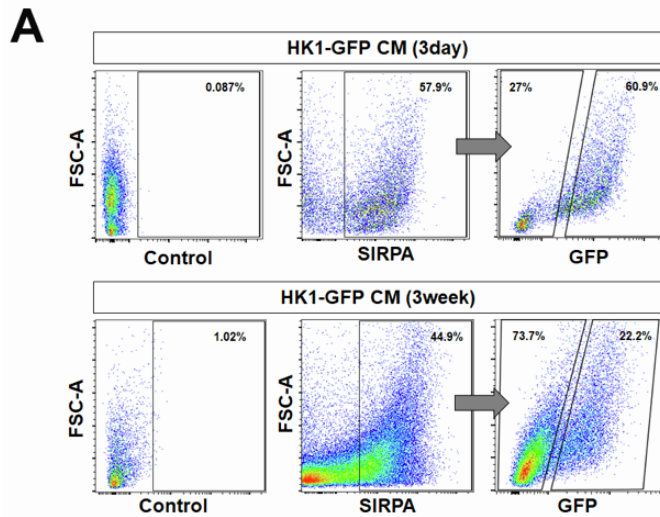 A
HK1-GFP CM (3day)
FSC-A
0.087%
Control
FSC-A
57.9%
SIRPA
27%
60.9%
GFP
HK1-GFP CM (3week)
FSC-A
1.02%
Control
FSC-A
44.9%
SIRPA
73.7%
22.2%
GFP